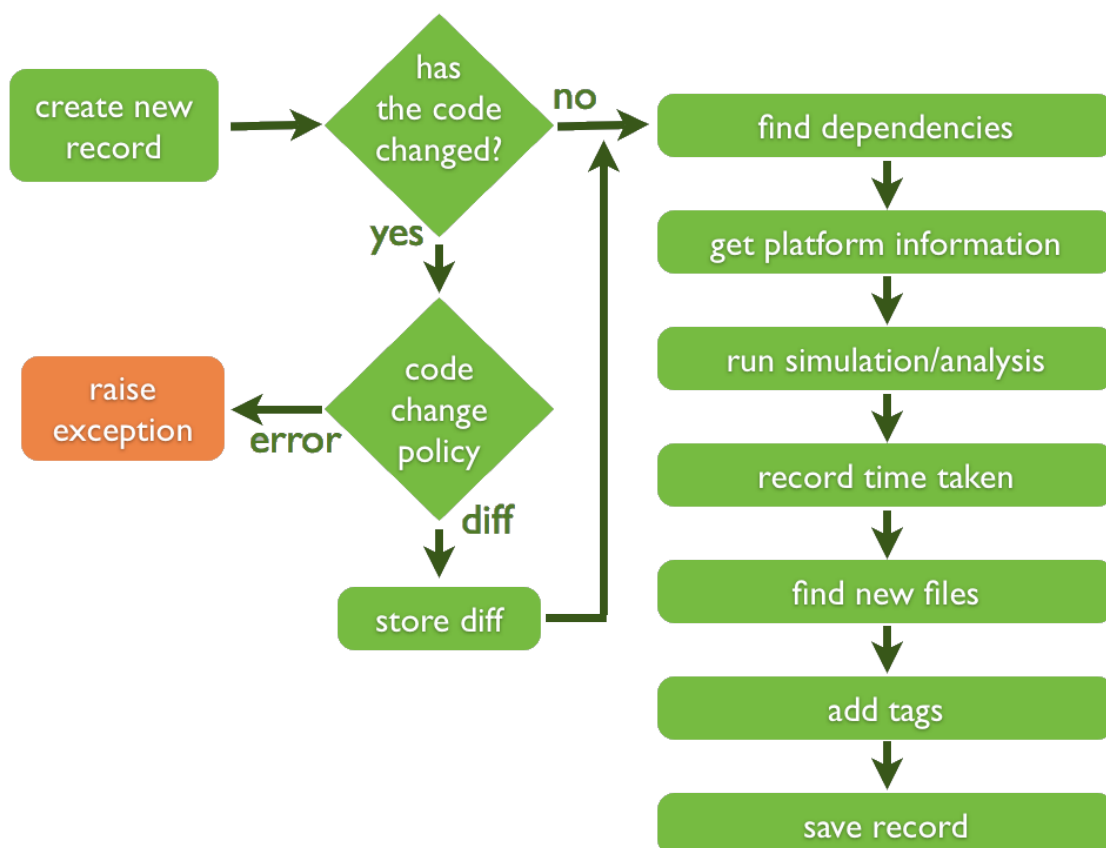 create new
record
has
the code
changed?
no
yes
code
change
policy
error
raise
exception
diff
store diff
find dependencies
get platform information
run simulation/analysis
record time taken
find new files
add tags
save record